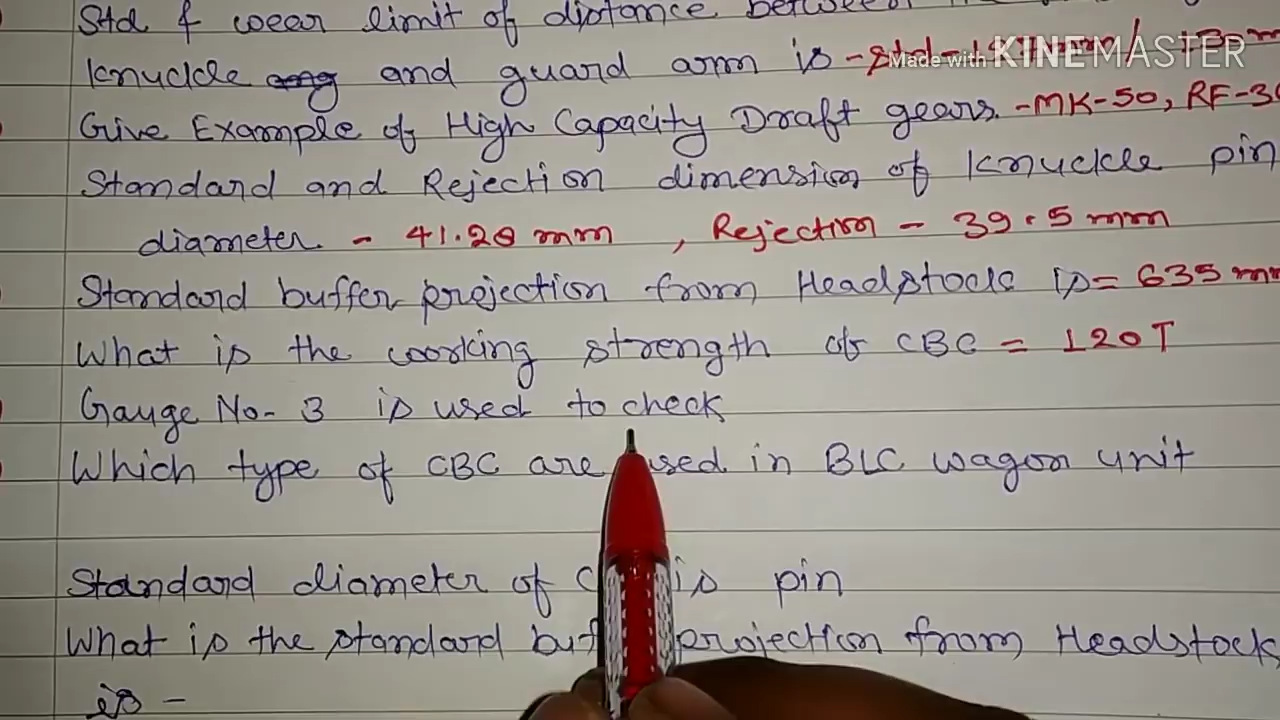 Std & wear limit of distance between the
Knuckle and guard arm is - Std -
Made with KINEMASTER
Give Example of High Capacity Draft gears. - MK-50, RF-3
Standard and Rejection dimension of Knuckle pin
diameter - 41.28 mm , Rejection - 39.5 mm
Standard buffer projection from Headstock is = 635 mm
What is the working strength of CBC = 120T
Gauge No- 3 is used to check
Which type of CBC are used in BLC wagon unit
Standard diameter of pin
What is the standard projection from Headstock
is -